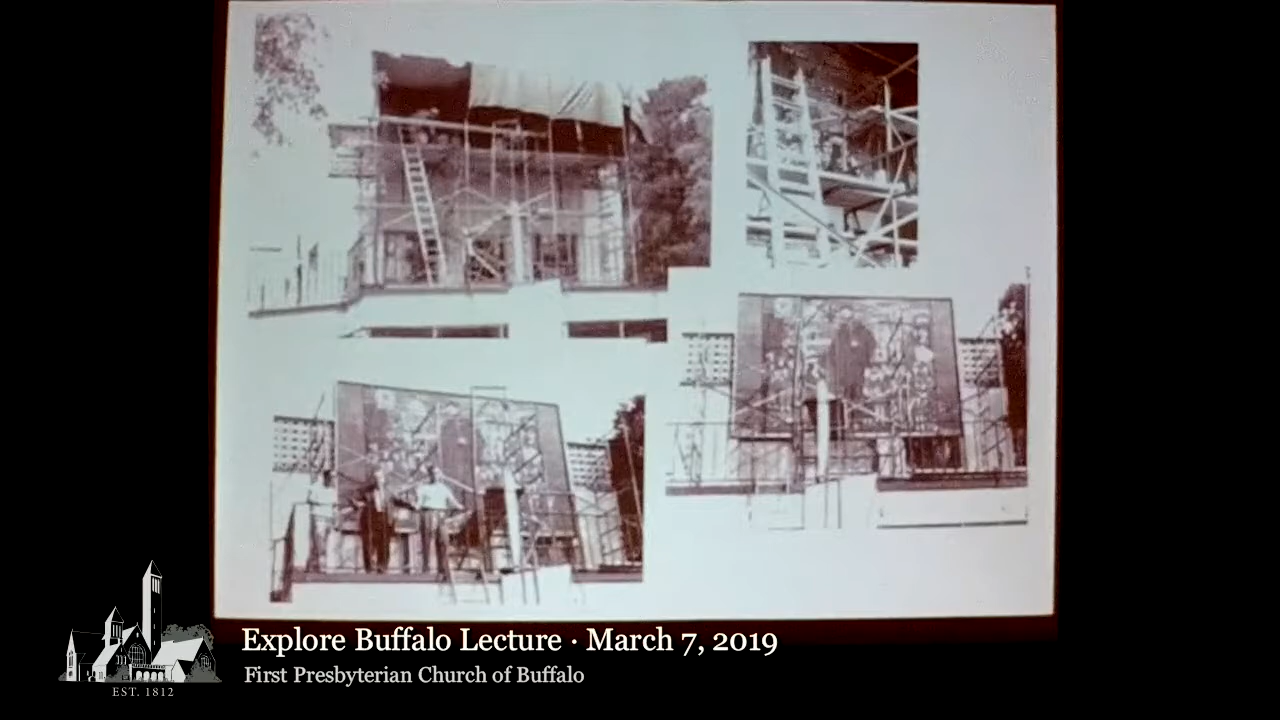 Explore Buffalo Lecture · March 7, 2019
First Presbyterian Church of Buffalo
EST. 1812